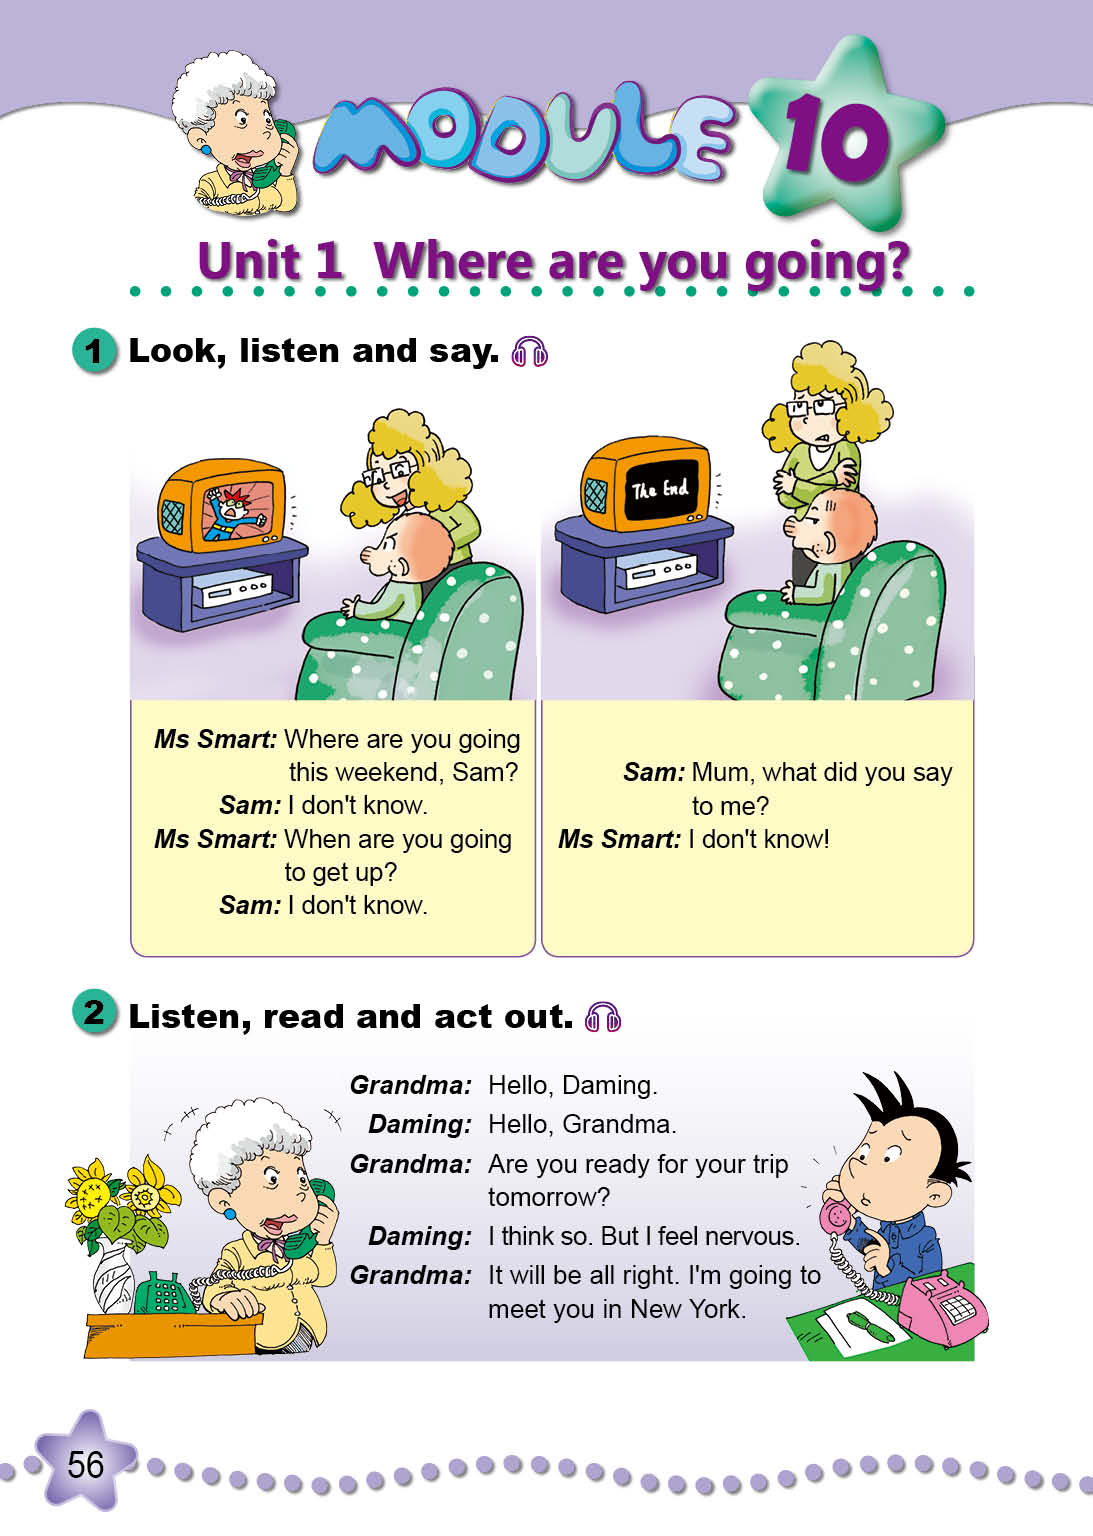 MODULE 10
Unit 1 Where are you going?
1 Look, listen and say.
The End
Ms Smart: Where are you going
this weekend, Sam?
Sam: I don't know.
Ms Smart: When are you going
to get up?
Sam: I don't know.
Sam: Mum, what did you say
to me?
Ms Smart: I don't know!
2 Listen, read and act out.
Grandma: Hello, Daming.
Daming: Hello, Grandma.
Grandma: Are you ready for your trip
tomorrow?
Daming: I think so. But I feel nervous.
Grandma: It will be all right. I'm going to
meet you in New York.
56